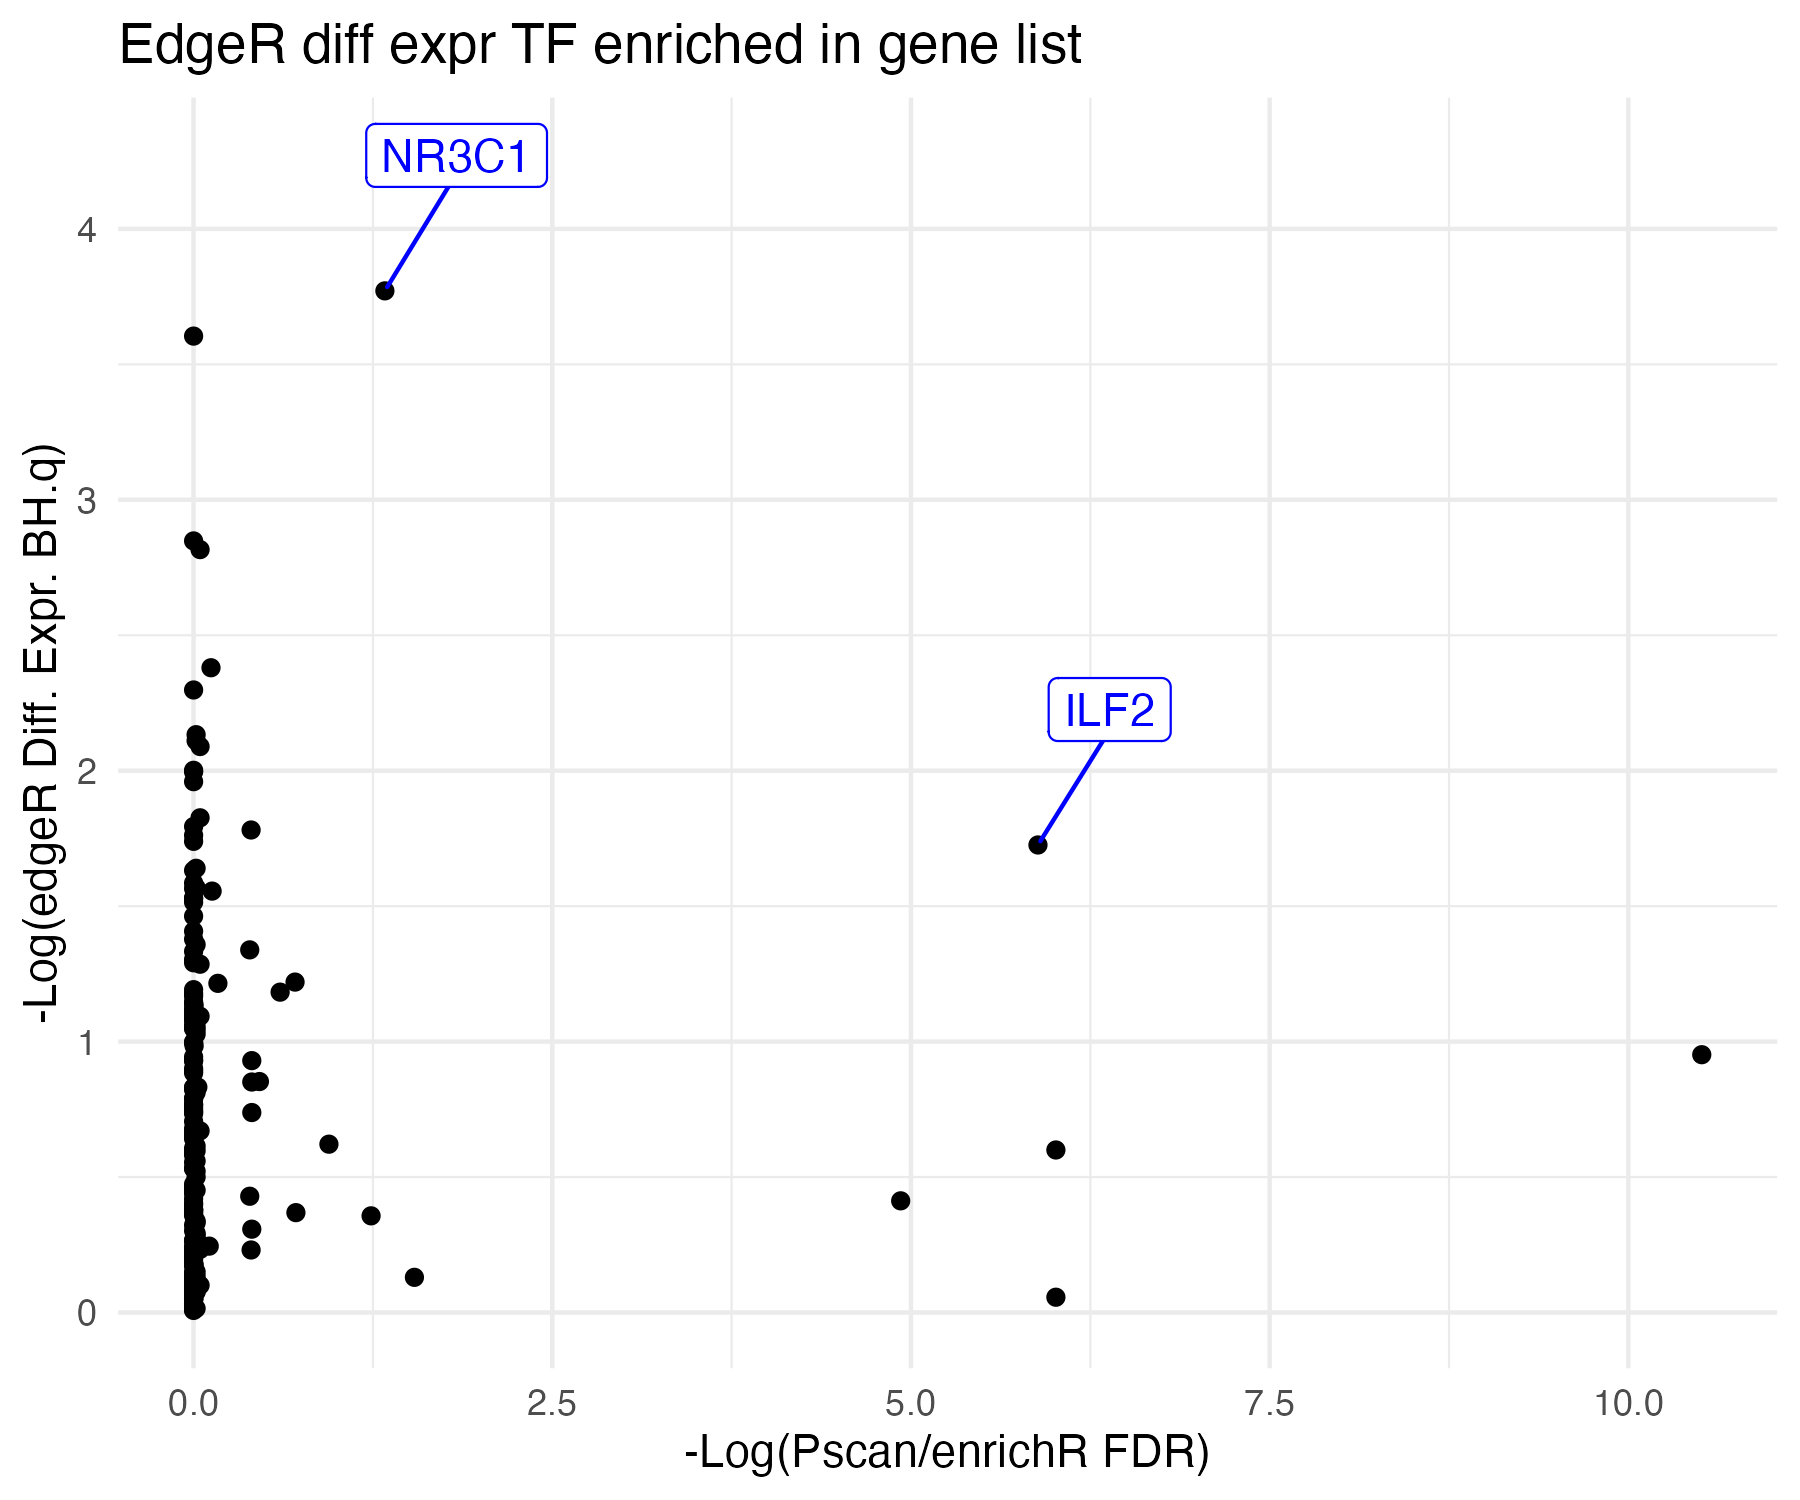 EdgeR diff expr TF enriched in gene list
NR3C1
ILF2
-Log(edgeR Diff. Expr. BH.q)
4
3
2
1
0
0.0 2.5 5.0 7.5 10.0
-Log(Pscan/enrichR FDR)